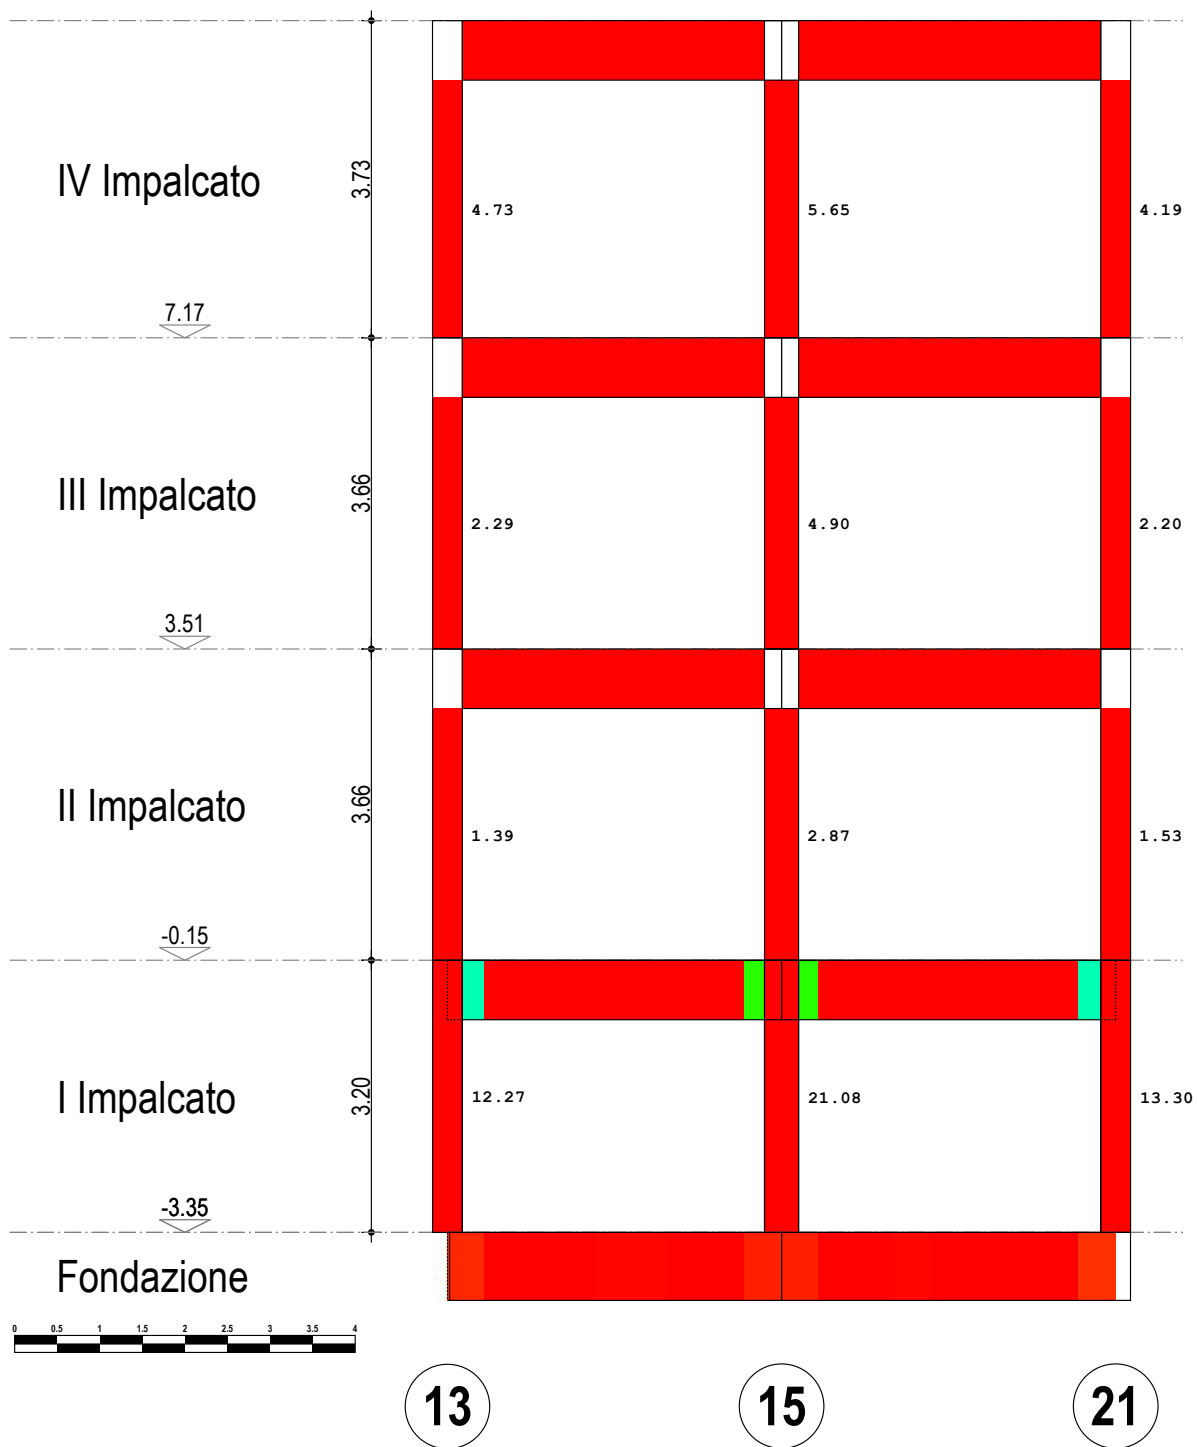 IV Impalcato
3.73
4.73
5.65
4.19
7.17
III Impalcato
3.66
2.29
4.90
2.20
3.51
II Impalcato
3.66
1.39
2.87
1.53
-0.15
I Impalcato
3.20
12.27
21.08
13.30
-3.35
Fondazione
0 0.5 1 1.5 2 2.5 3 3.5 4
13 15 21